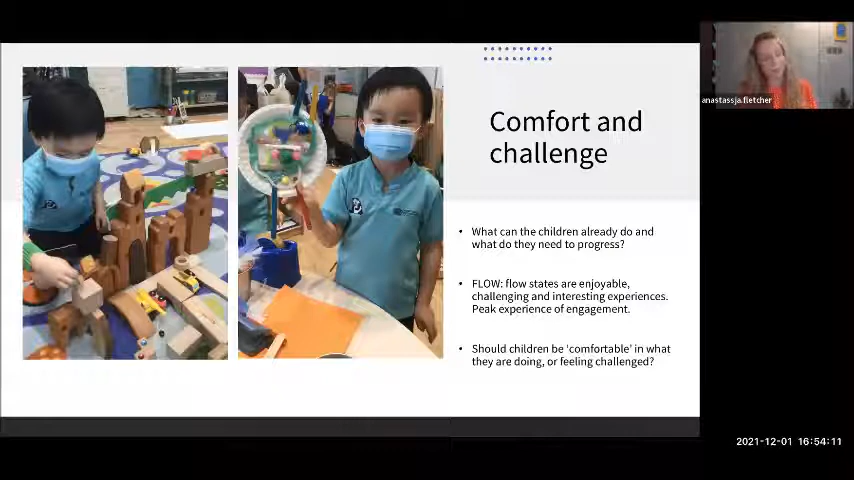 anastassja.fletcher
Comfort and
challenge
• What can the children already do and
what do they need to progress?
• FLOW: flow states are enjoyable,
challenging and interesting experiences.
Peak experience of engagement.
• Should children be ‘comfortable’ in what
they are doing, or feeling challenged?
2021-12-01 16:54:11